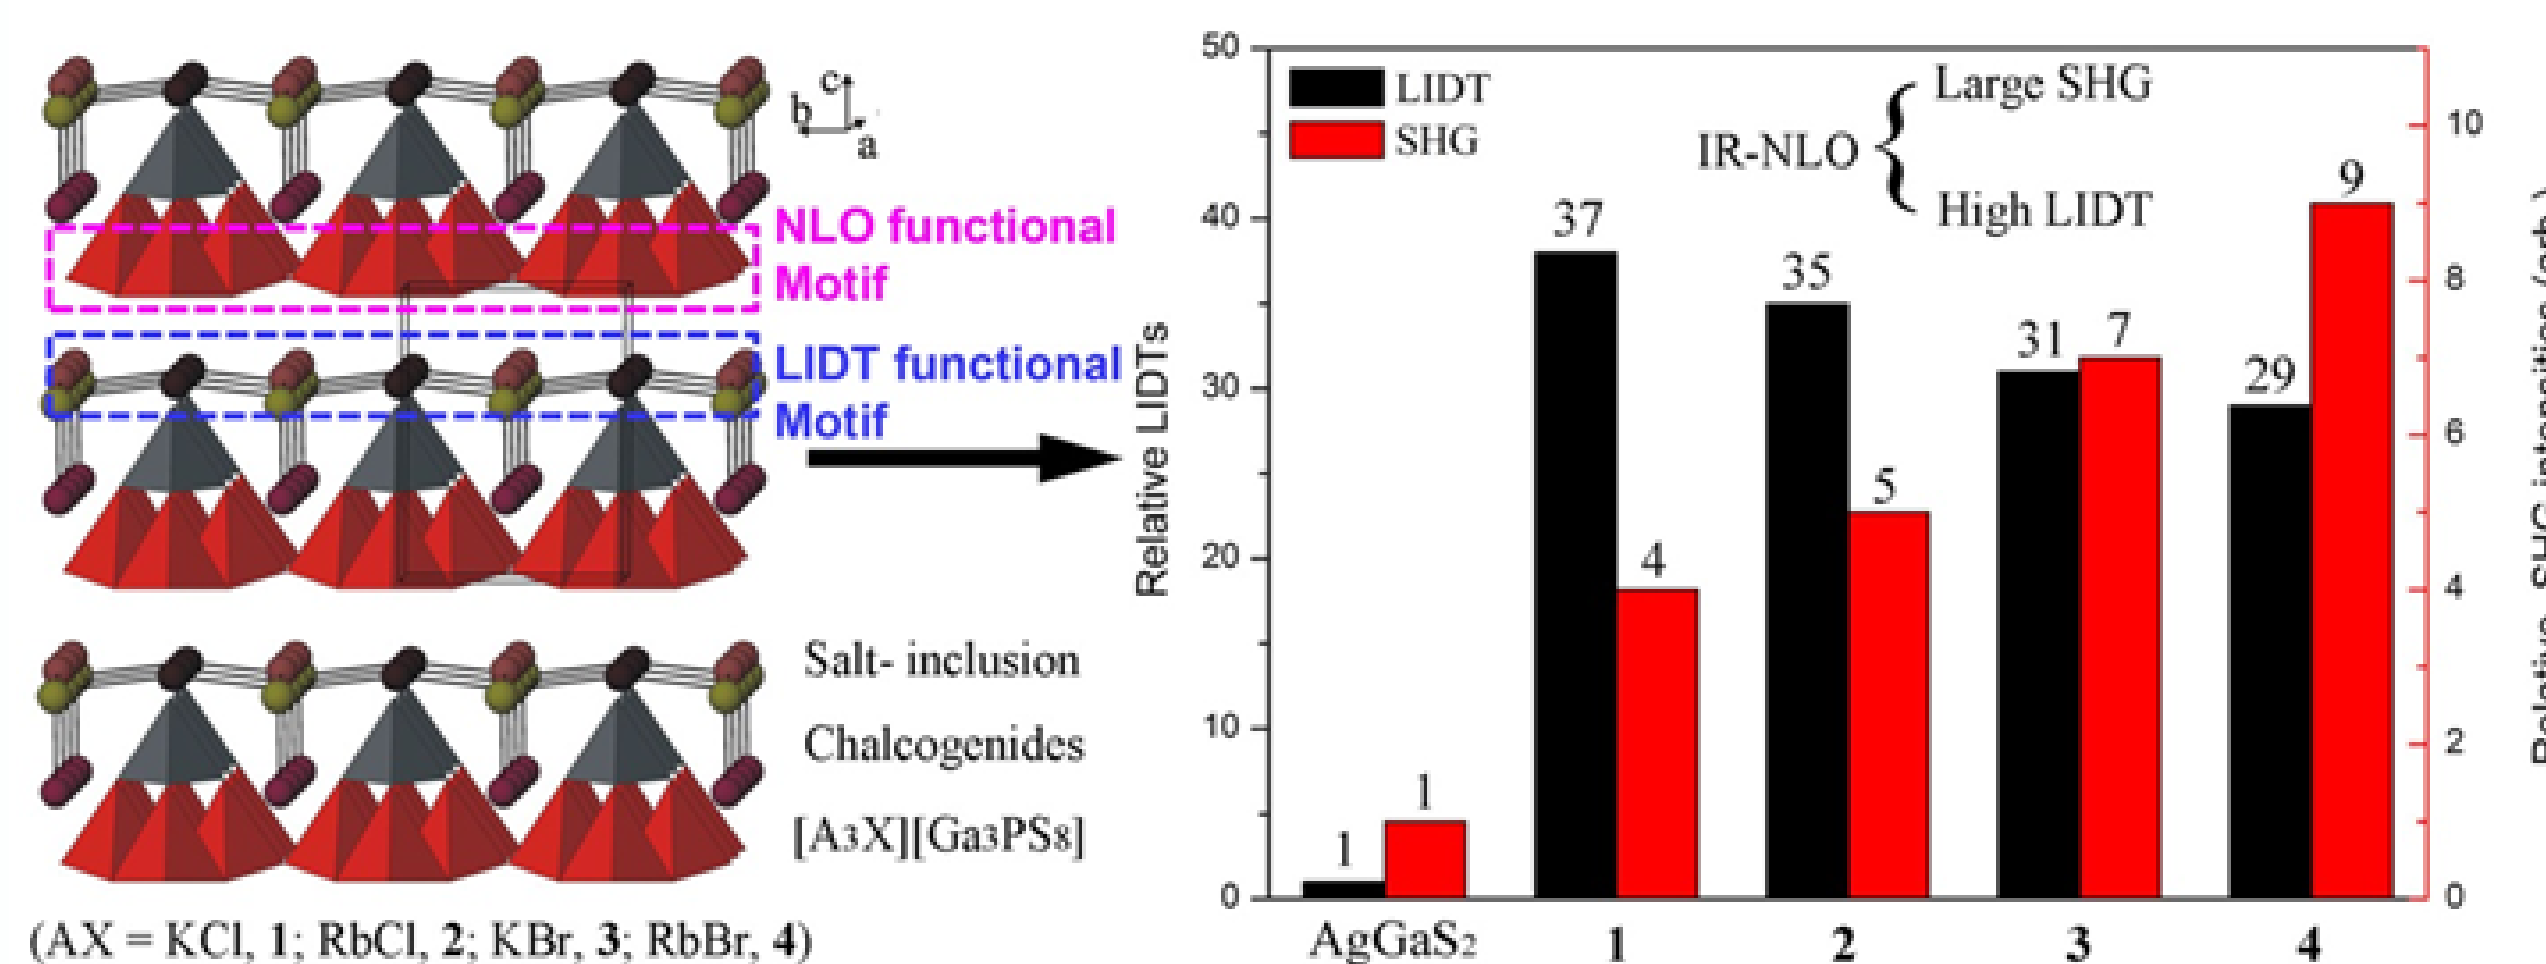 c
b
a
NLO functional
Motif
LIDT functional
Motif
Salt- inclusion
Chalcogenides
[A3X][Ga3PS8]
(AX = KCl, 1; RbCl, 2; KBr, 3; RbBr, 4)
Relative LIDTs
50
40
30
20
10
0
LIDT
SHG
IR-NLO
Large SHG
High LIDT
1
1
37
4
35
5
31
7
29
9
AgGaS2
1
2
3
4
10
8
6
4
2
0